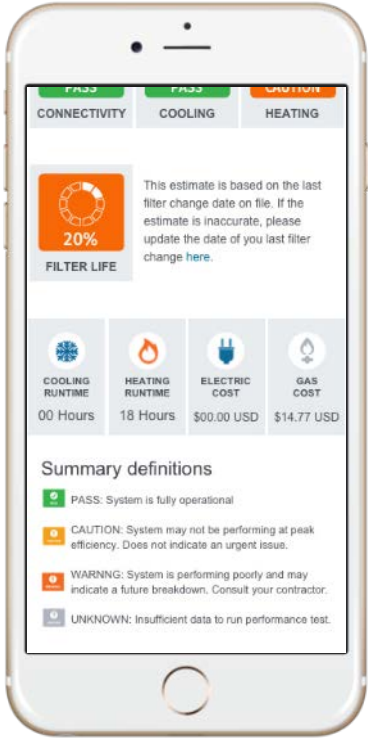 PASS
PASS
CAUTION
CONNECTIVITY
COOLING
HEATING
20%
FILTER LIFE
This estimate is based on the last
filter change date on file. If the
estimate is inaccurate, please
update the date of you last filter
change here.
COOLING
RUNTIME
00 Hours
HEATING
RUNTIME
18 Hours
ELECTRIC
COST
$00.00 USD
GAS
COST
$14.77 USD
Summary definitions
PASS: System is fully operational
CAUTION: System may not be performing at peak
efficiency. Does not indicate an urgent issue.
WARNNG: System is performing poorly and may
indicate a future breakdown. Consult your contractor.
UNKNOWN: Insufficient data to run performance test.